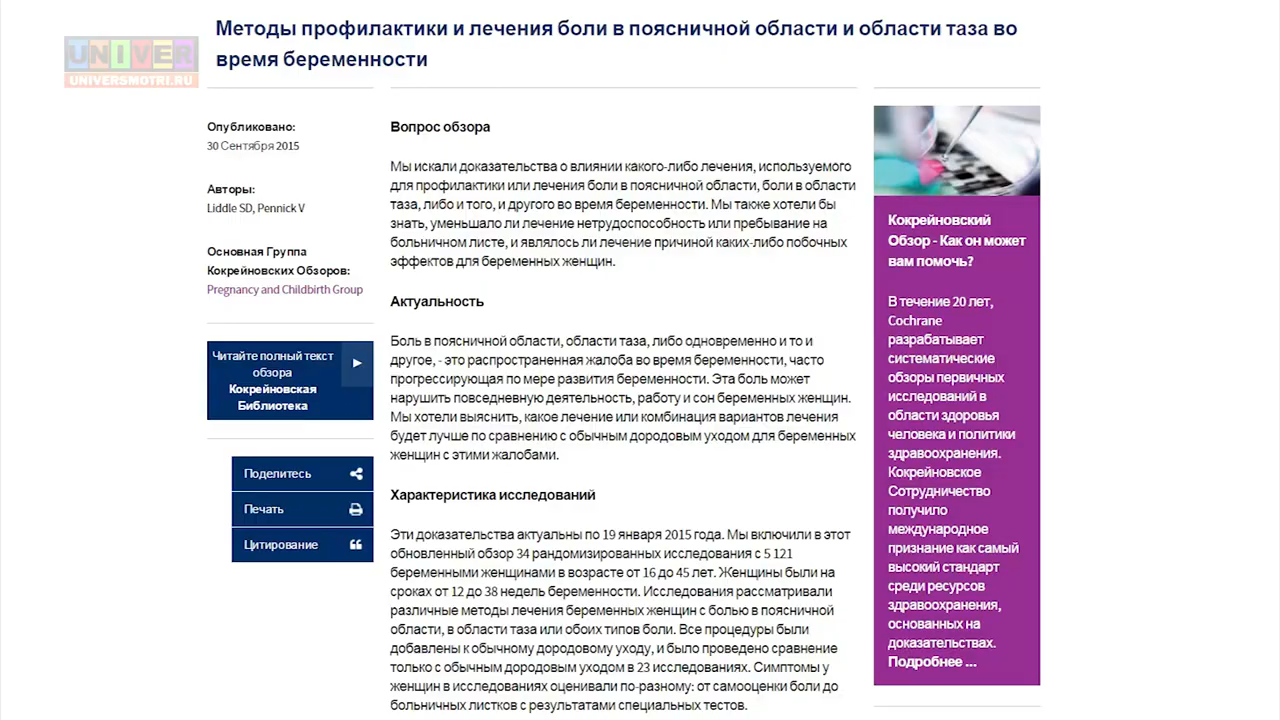 Методы профилактики и лечения боли в поясничной области и области таза во
время беременности
UNIVER
UNIVERSMOTRI.RU
Опубликовано:
30 Сентября 2015
Авторы:
Liddle SD, Pennick V
Основная Группа
Кокрейновских Обзоров:
Pregnancy and Childbirth Group
Читайте полный текст
обзора
Кокрейновская
Библиотека
Поделитесь
Печать
Цитирование
Вопрос обзора
Мы искали доказательства о влиянии какого-либо лечения, используемого
для профилактики или лечения боли в поясничной области, боли в области
таза, либо и того, и другого во время беременности. Мы также хотели бы
знать, уменьшало ли лечение нетрудоспособность или пребывание на
больничном листе, и являлось ли лечение причиной каких-либо побочных
эффектов для беременных женщин.
Актуальность
Боль в поясничной области, области таза, либо одновременно и то и
другое, - это распространенная жалоба во время беременности, часто
прогрессирующая по мере развития беременности. Эта боль может
нарушить повседневную деятельность, работу и сон беременных женщин.
Мы хотели выяснить, какое лечение или комбинация вариантов лечения
будет лучше по сравнению с обычным дородовым уходом для беременных
женщин с этими жалобами.
Характеристика исследований
Эти доказательства актуальны по 19 января 2015 года. Мы включили в этот
обновленный обзор 34 рандомизированных исследования с 5 121
беременными женщинами в возрасте от 16 до 45 лет. Женщины были на
сроках от 12 до 38 недель беременности. Исследования рассматривали
различные методы лечения беременных женщин с болью в поясничной
области, в области таза или обоих типов боли. Все процедуры были
добавлены к обычному дородовому уходу, и было проведено сравнение
только с обычным дородовым уходом в 23 исследованиях. Симптомы у
женщин в исследованиях оценивали по-разному: от самооценки боли до
больничных листков с результатами специальных тестов.
Кокрейновский
Обзор - Как он может
вам помочь?
В течение 20 лет,
Cochrane
разрабатывает
систематические
обзоры первичных
исследований в
области здоровья
человека и политики
здравоохранения.
Кокрейновское
Сотрудничество
получило
международное
признание как самый
высокий стандарт
среди ресурсов
здравоохранения,
основанных на
доказательствах.
Подробнее ...